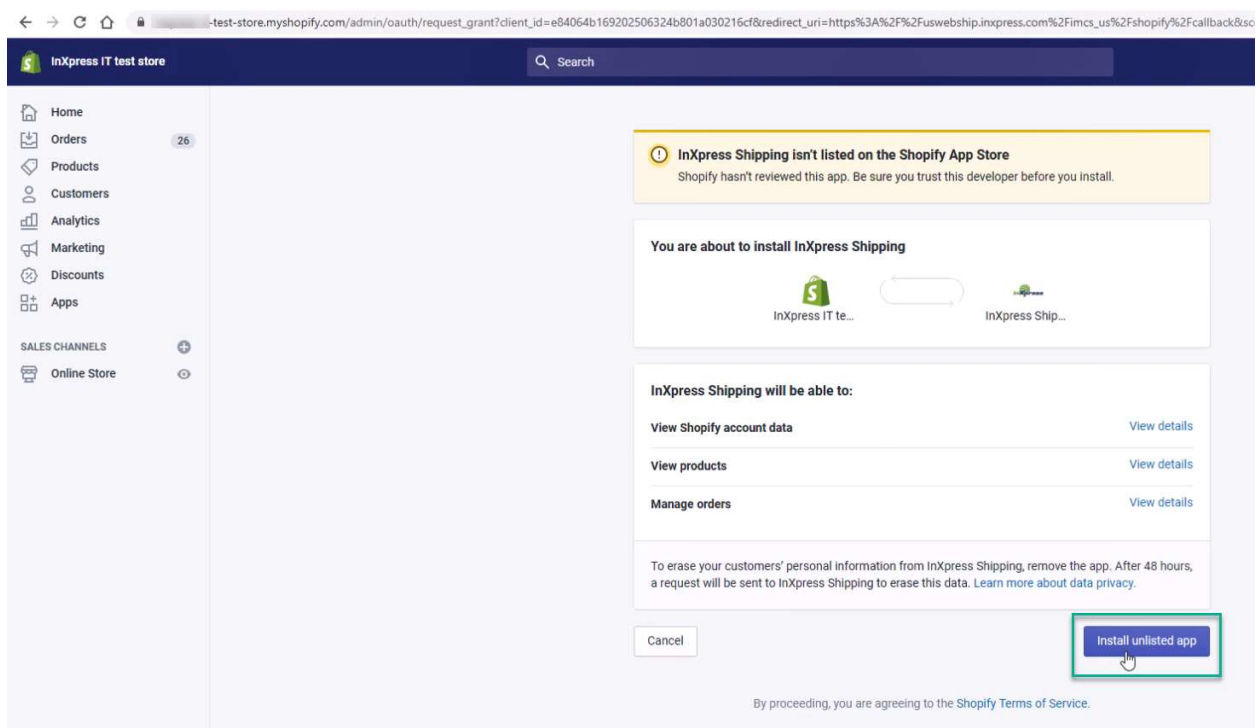 -test-store.myshopify.com/admin/oauth/request_grant?client_id=e84064b169202506324b801a030216cf&redirect_uri=https%3A%2F%2Fuswebship.inxpress.com%2Fimcs_us%2Fshopify%2Fcallback&sc
InXpress IT test store
Search
Home
Orders 26
Products
Customers
Analytics
Marketing
Discounts
Apps
SALES CHANNELS
Online Store
InXpress Shipping isn't listed on the Shopify App Store
Shopify hasn't reviewed this app. Be sure you trust this developer before you install.
You are about to install InXpress Shipping
InXpress IT te...
InXpress Ship...
InXpress Shipping will be able to:
View Shopify account data View details
View products View details
Manage orders View details
To erase your customers' personal information from InXpress Shipping, remove the app. After 48 hours,
a request will be sent to InXpress Shipping to erase this data. Learn more about data privacy.
Cancel
Install unlisted app
By proceeding, you are agreeing to the Shopify Terms of Service.